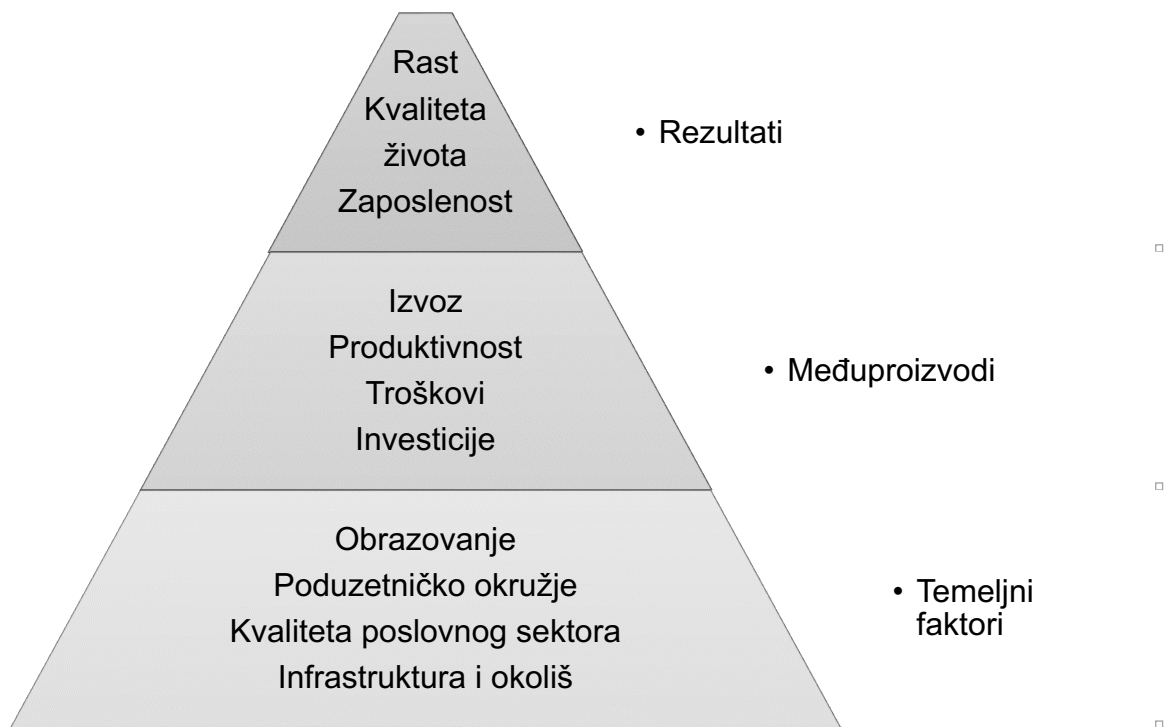 Rast
Kvaliteta
života
Zaposlenost
• Rezultati
Izvoz
Produktivnost
Troškovi
Investicije
• Međuproizvodi
Obrazovanje
Poduzetničko okružje
Kvaliteta poslovnog sektora
Infrastruktura i okoliš
• Temeljni
faktori